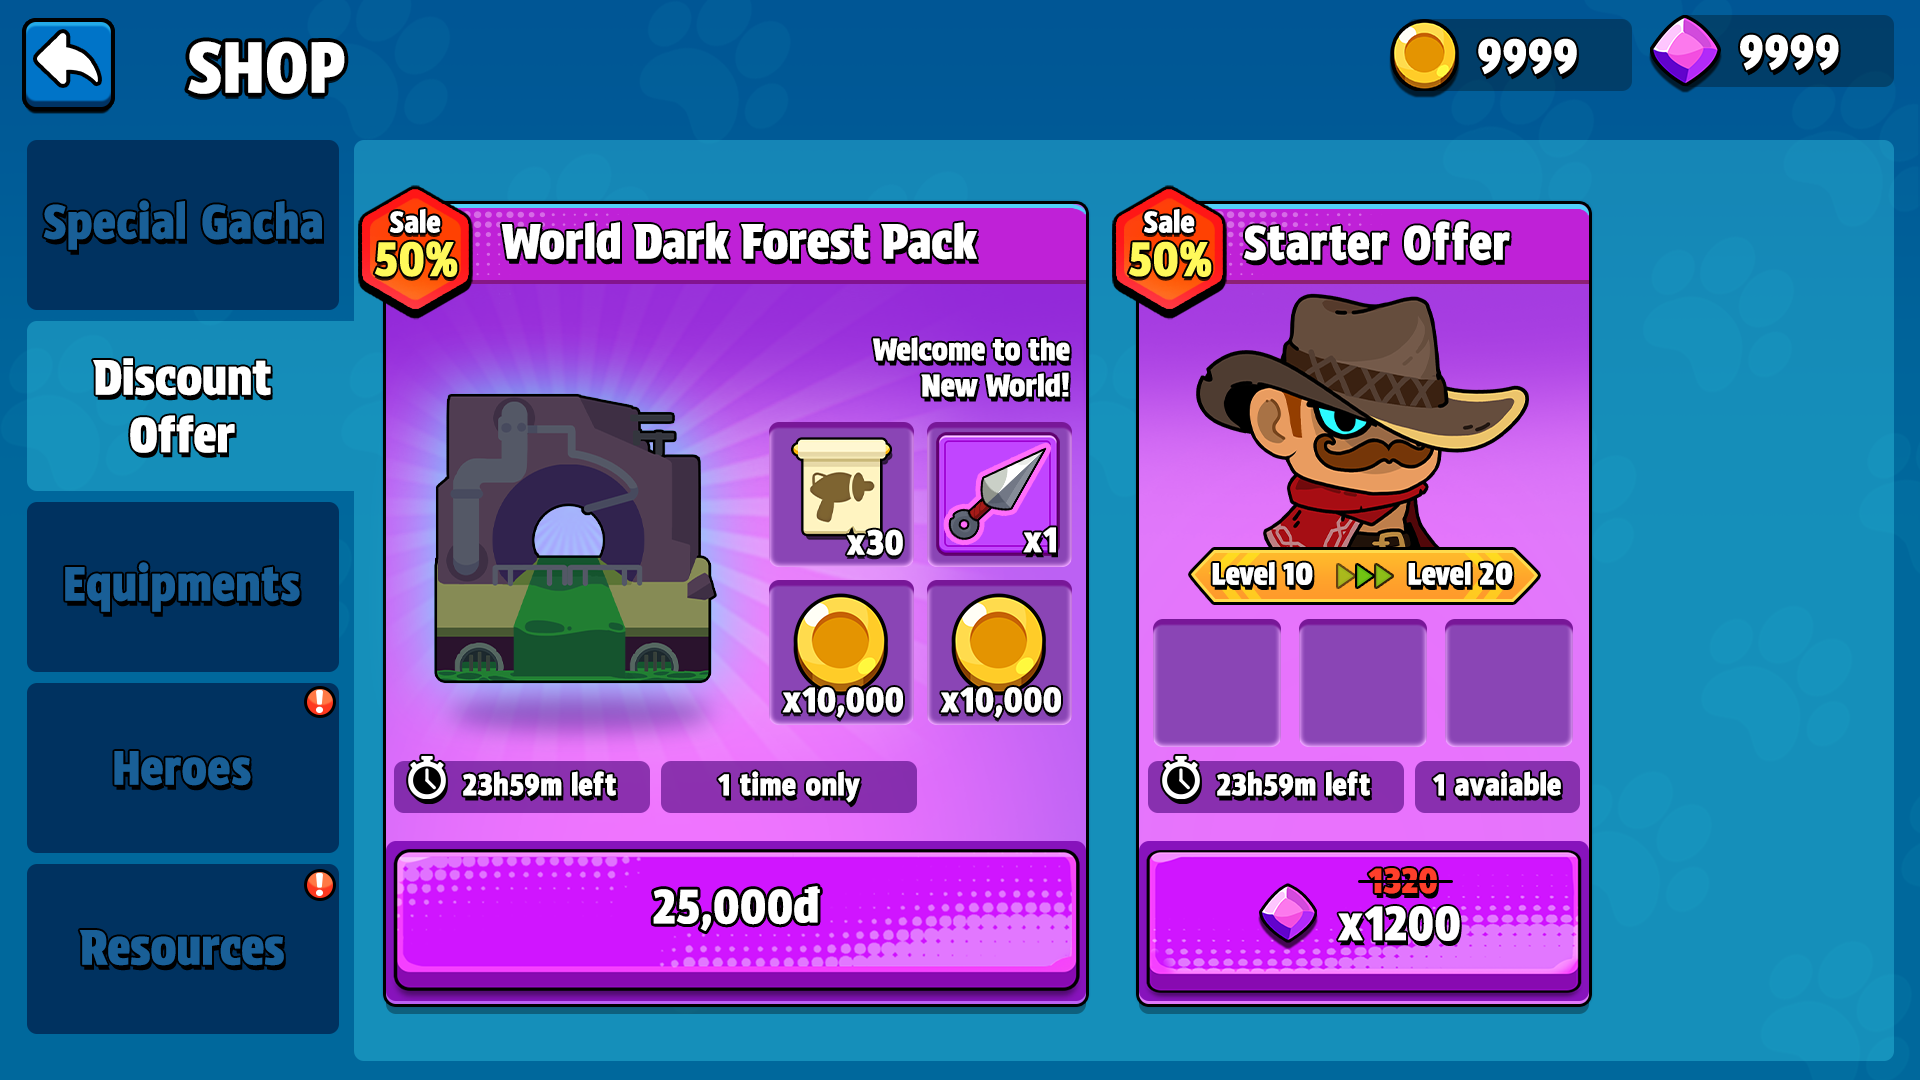 SHOP
9999
9999
Special Gacha
Discount
Offer
Equipments
Heroes
Resources
Sale
50%
World Dark Forest Pack
Welcome to the
New World!
x30
x1
x10,000
x10,000
23h59m left
1 time only
25,000đ
Sale
50%
Starter Offer
Level 10
Level 20
23h59m left
1 avaiable
1320
x1200